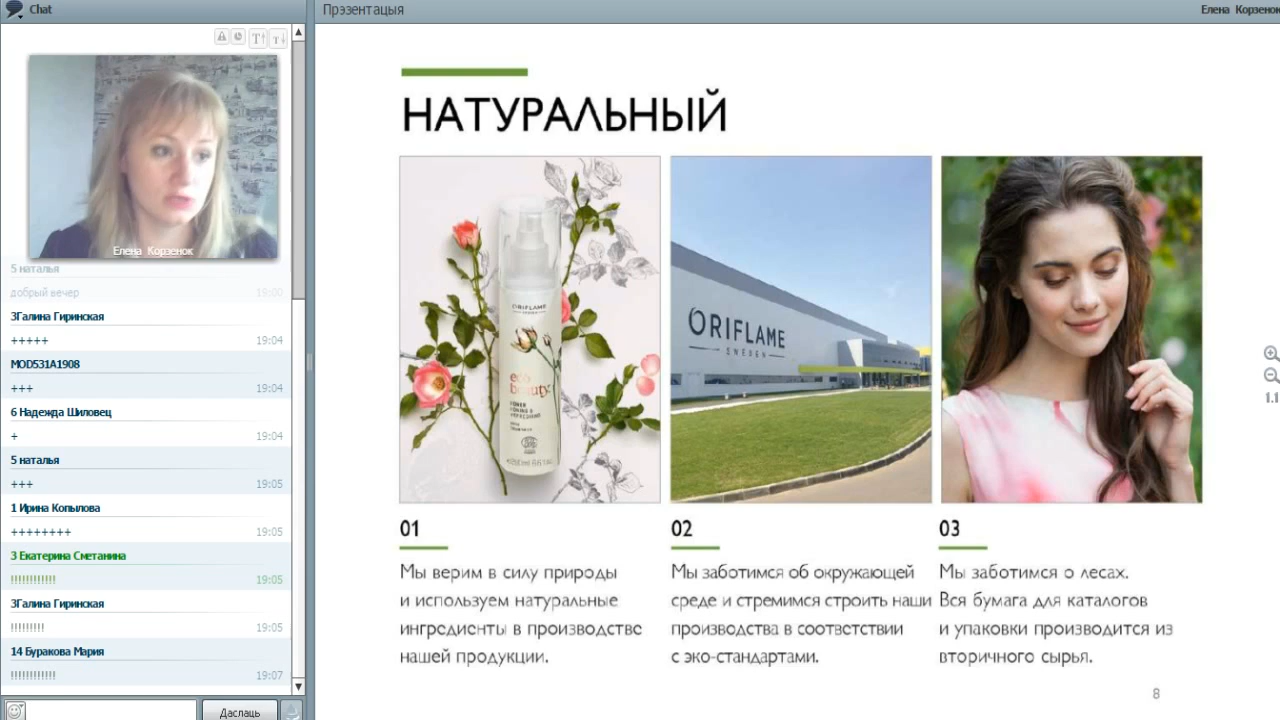 Chat
Прэзентацыя
Елена Корзенок
Елена Корзенок
5 наталья
добрый вечер 19:00
3Галина Гиринская
+++++ 19:04
MOD531A1908
+++ 19:04
6 Надежда Шиловец
+ 19:04
5 наталья
+++ 19:05
1 Ирина Копылова
++++++++ 19:05
3 Екатерина Сметанина
!!!!!!!!!!!! 19:05
3Галина Гиринская
!!!!!!!!! 19:05
14 Буракова Мария
!!!!!!!!!!!! 19:07
Даслаць
НАТУРАЛЬНЫЙ
ORIFLAME
eco
beauty
TONER
ORIFLAME
SWEDEN
01
Мы верим в силу природы
и используем натуральные
ингредиенты в производстве
нашей продукции.
02
Мы заботимся об окружающей
среде и стремимся строить наши
производства в соответствии
с эко-стандартами.
03
Мы заботимся о лесах.
Вся бумага для каталогов
и упаковки производится из
вторичного сырья.
8
1.1